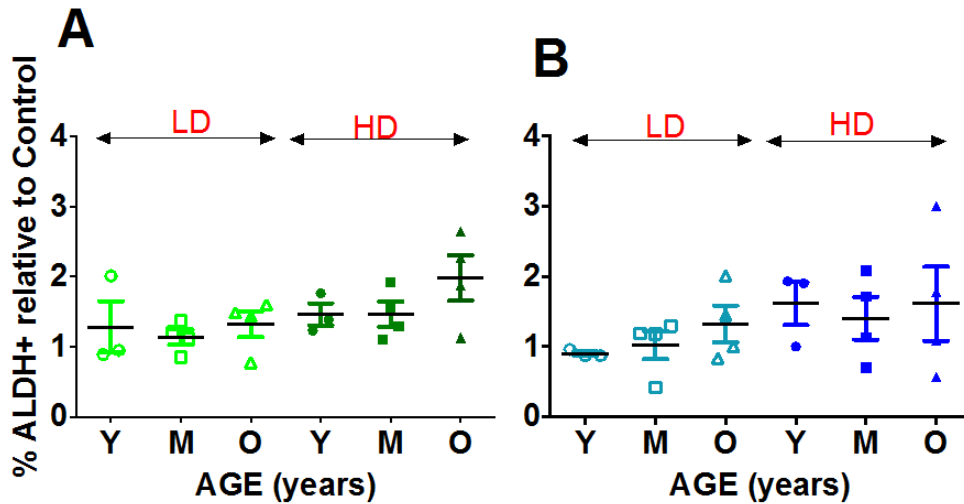 A
% ALDH+ relative to Control
LD
HD
4
3
2
1
0
Y M O Y M O
AGE (years)
B
LD
HD
4
3
2
1
0
Y M O Y M O
AGE (years)